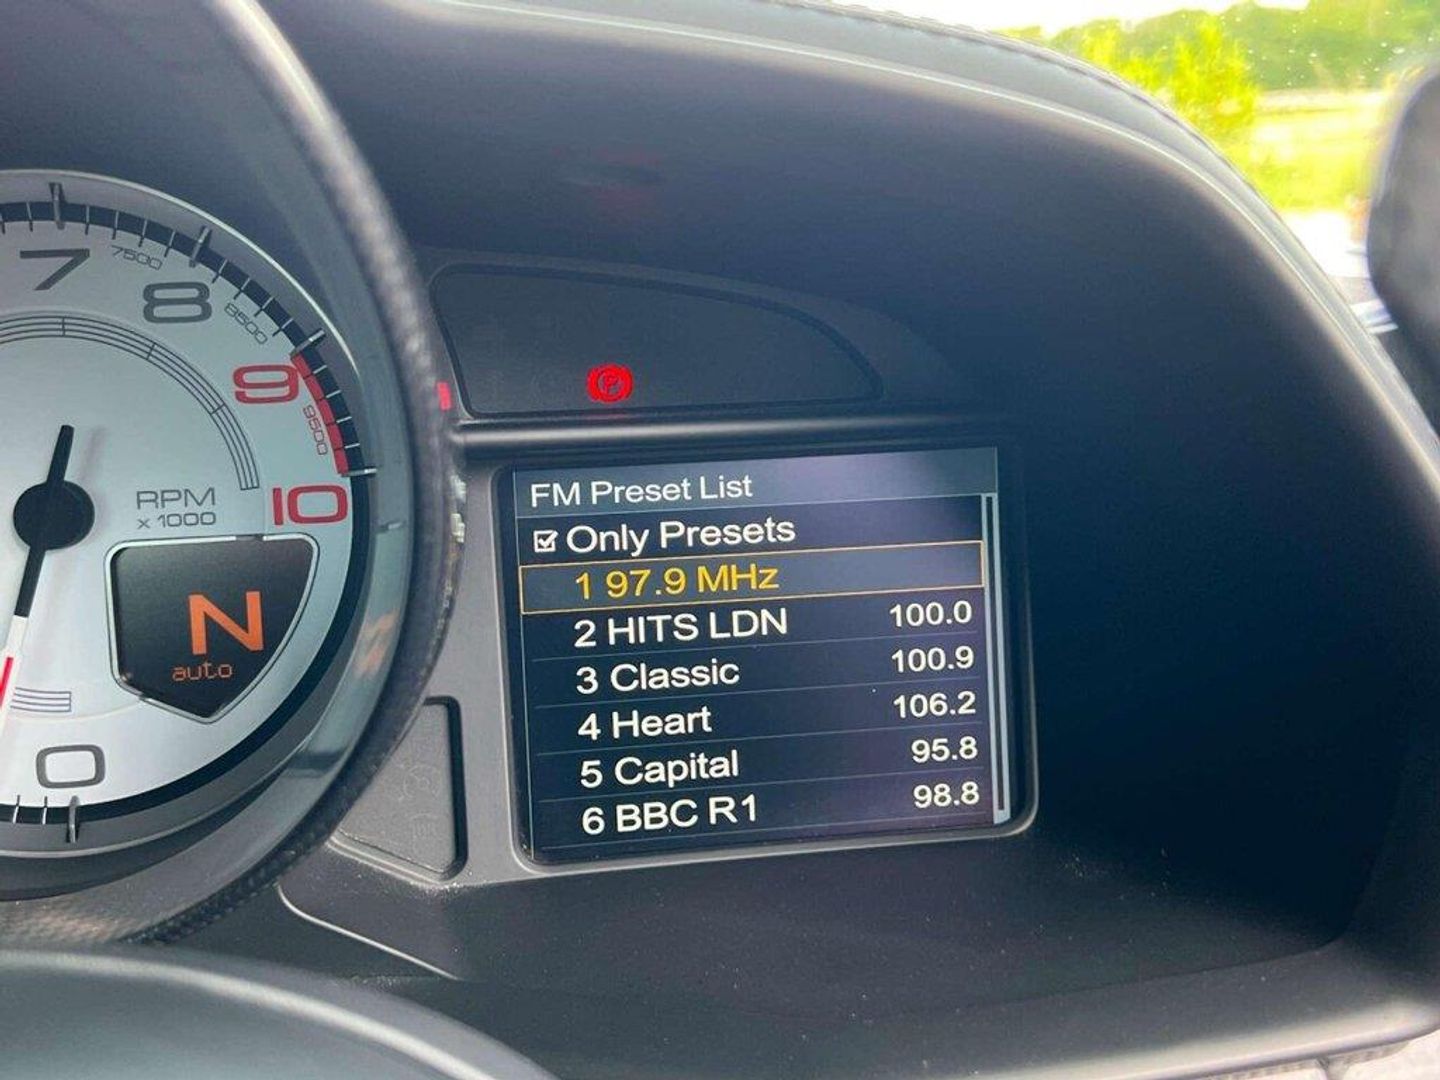 7
7500
8
8500
9
9500
10
RPM
x 1000
N
auto
0
P
FM Preset List
Only Presets
1 97.9 MHz
2 HITS LDN 100.0
3 Classic 100.9
4 Heart 106.2
5 Capital 95.8
6 BBC R1 98.8